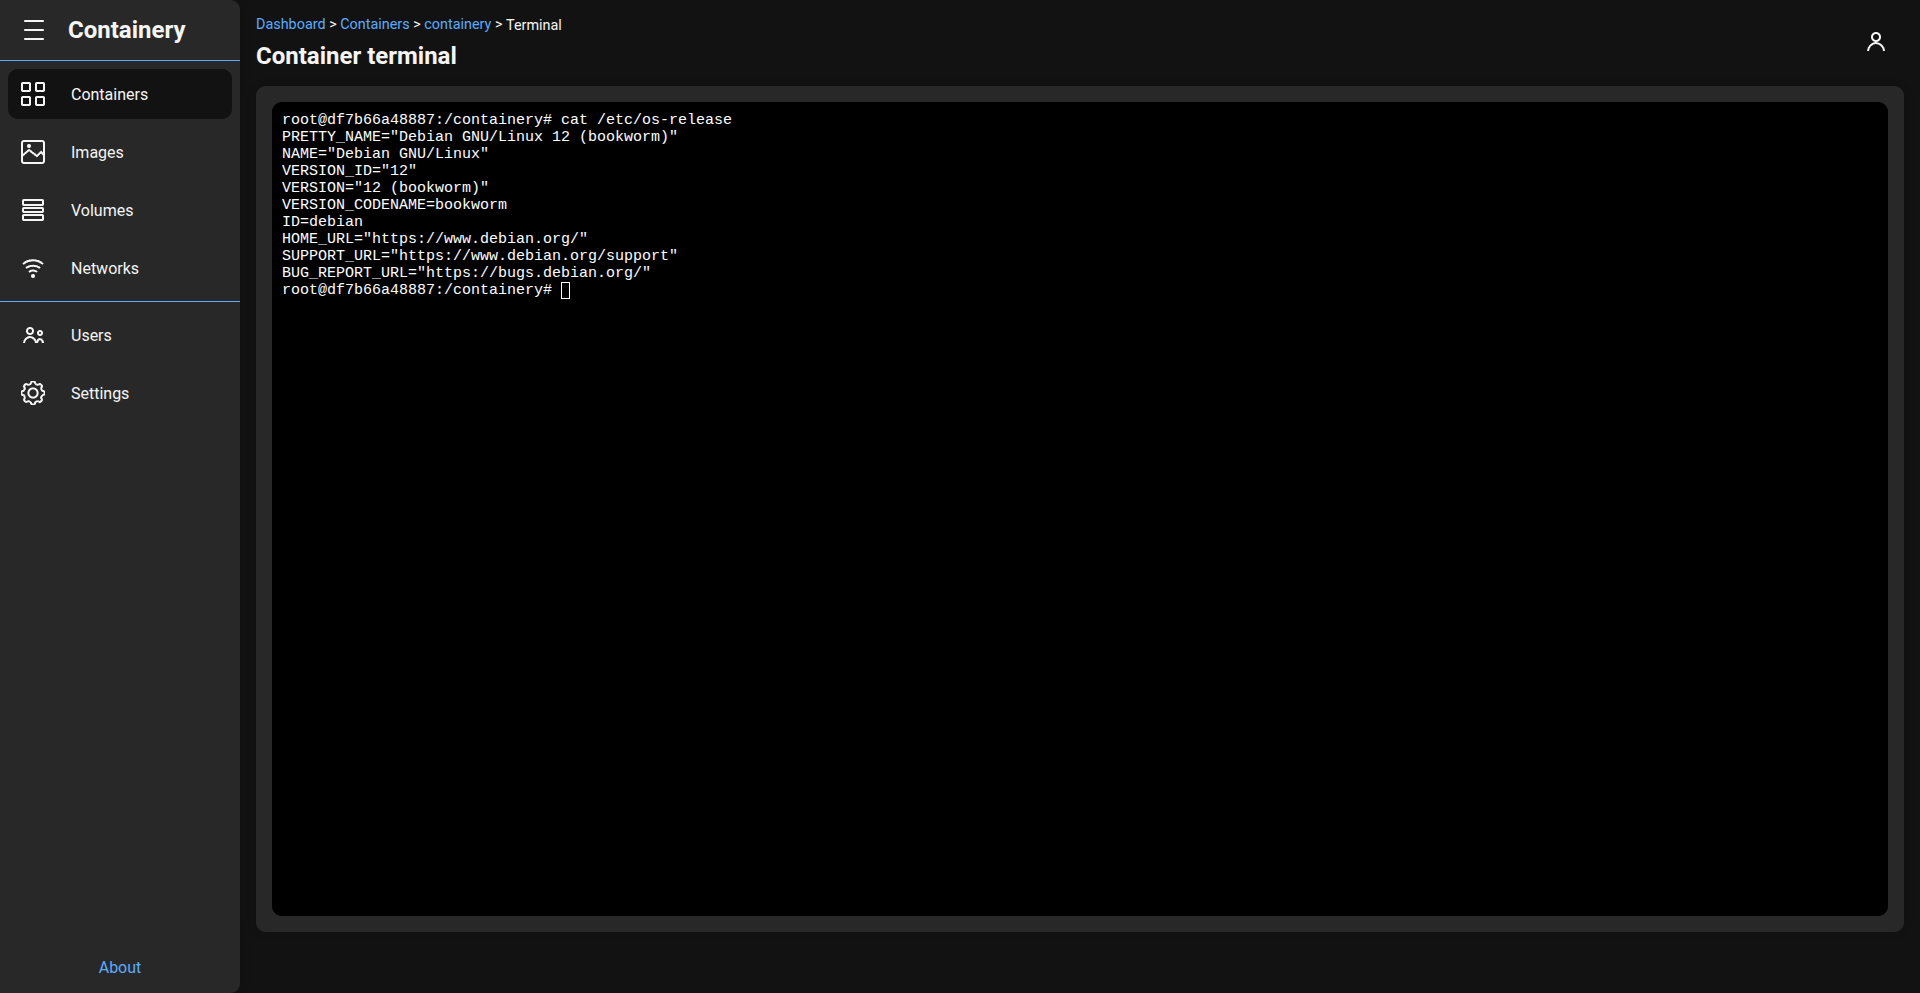 Containery
Containers
Images
Volumes
Networks
Users
Settings
About
Dashboard > Containers > containery > Terminal
Container terminal
root@df7b66a48887:/containery# cat /etc/os-release
PRETTY_NAME="Debian GNU/Linux 12 (bookworm)"
NAME="Debian GNU/Linux"
VERSION_ID="12"
VERSION="12 (bookworm)"
VERSION_CODENAME=bookworm
ID=debian
HOME_URL="https://www.debian.org/"
SUPPORT_URL="https://www.debian.org/support"
BUG_REPORT_URL="https://bugs.debian.org/"
root@df7b66a48887:/containery#